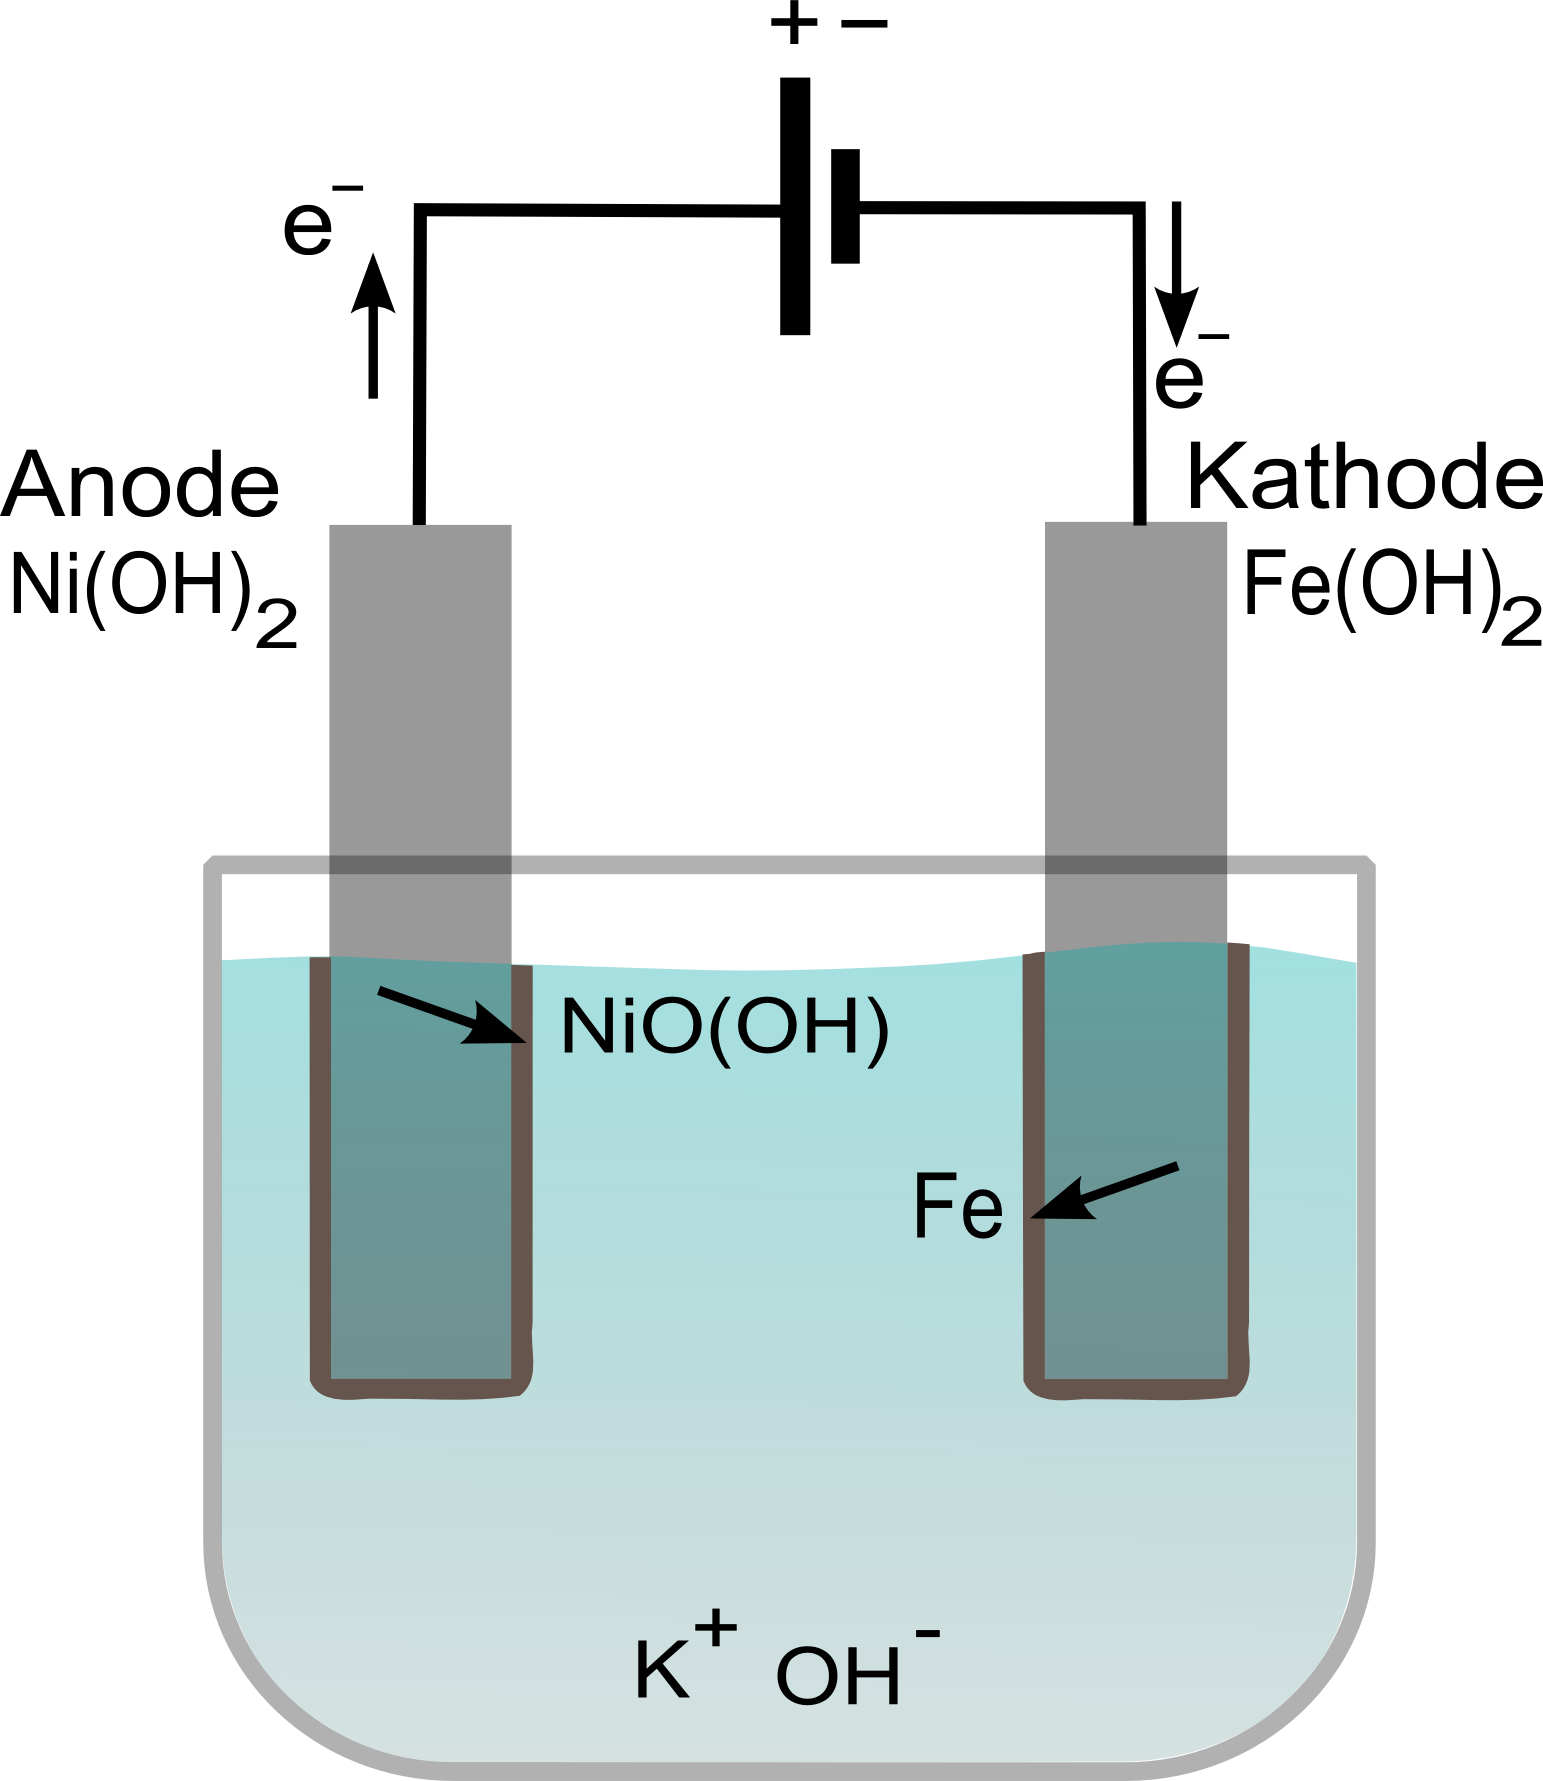 + −
e⁻
e⁻
Anode
Ni(OH)₂
Kathode
Fe(OH)₂
NiO(OH)
Fe
K⁺ OH⁻